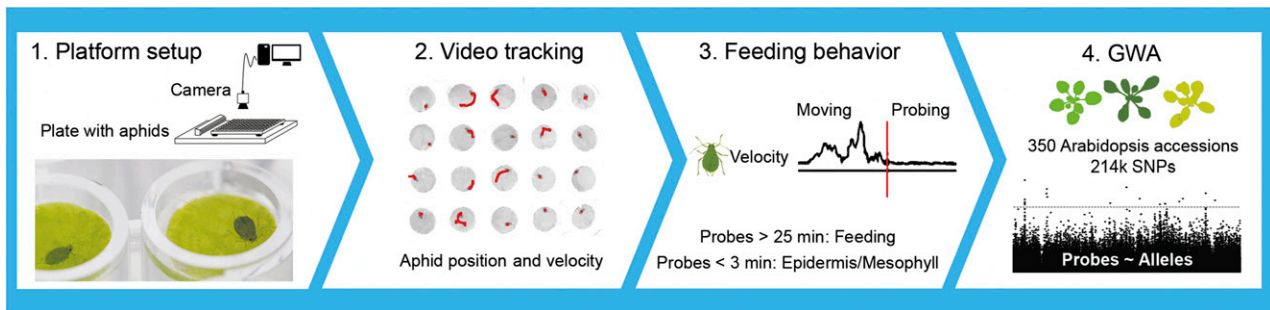 1. Platform setup
Camera
Plate with aphids
2. Video tracking
Aphid position and velocity
3. Feeding behavior
Moving
Probing
Velocity
Probes > 25 min: Feeding
Probes < 3 min: Epidermis/Mesophyll
4. GWA
350 Arabidopsis accessions
214k SNPs
Probes ~ Alleles